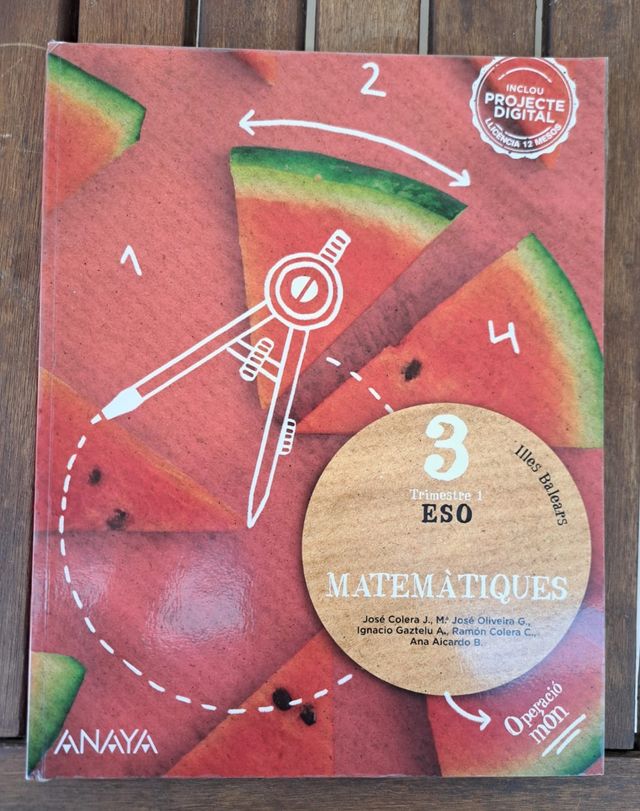 2
INCLOU
PROJECTE
DIGITAL
LLICÈNCIA 12 MESOS
1
4
3
Trimestre 1
ESO
Illes Balears
MATEMÀTIQUES
José Colera J., M.ª José Oliveira G.,
Ignacio Gaztelu A., Ramón Colera C.,
Ana Aicardo B.
Operació
món
ANAYA